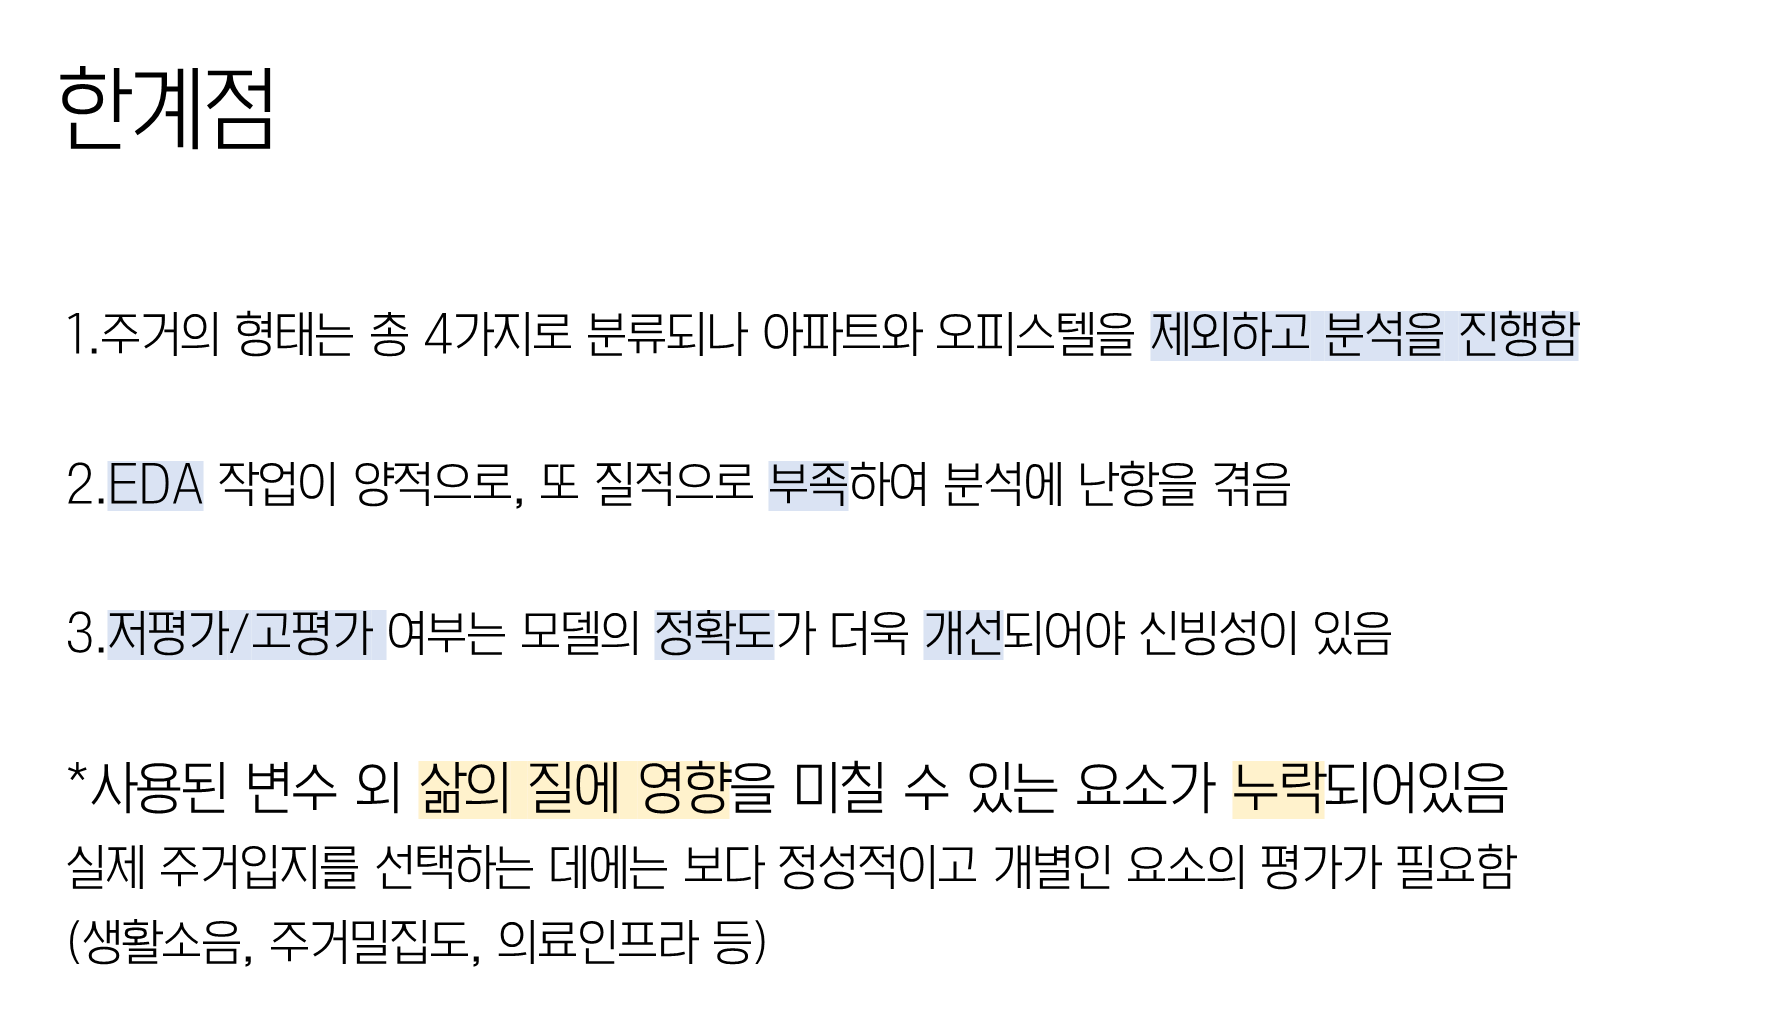 한계점
1.주거의 형태는 총 4가지로 분류되나 아파트와 오피스텔을 제외하고 분석을 진행함
2.EDA 작업이 양적으로, 또 질적으로 부족하여 분석에 난항을 겪음
3.저평가/고평가 여부는 모델의 정확도가 더욱 개선되어야 신빙성이 있음
*사용된 변수 외 삶의 질에 영향을 미칠 수 있는 요소가 누락되어있음
실제 주거입지를 선택하는 데에는 보다 정성적이고 개별인 요소의 평가가 필요함
(생활소음, 주거밀집도, 의료인프라 등)